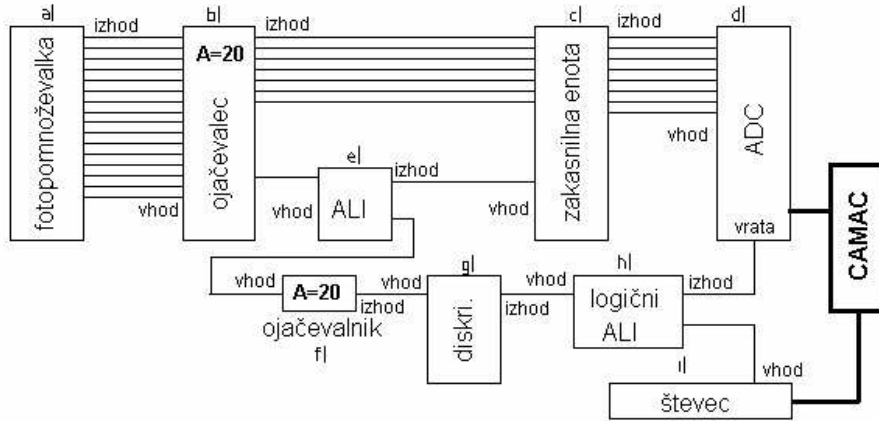 a|
b|
c|
d|
izhod
izhod
izhod
A=20
fotopomnoževalka
ojačevalec
zakasnilna enota
ADC
vhod
e|
izhod
vhod
vhod
ALI
vhod
vrata
CAMAC
vhod
A=20
izhod
ojačevalnik
f|
vhod
g|
diskri.
izhod
vhod
h|
logični
ALI
izhod
ı|
vhod
števec